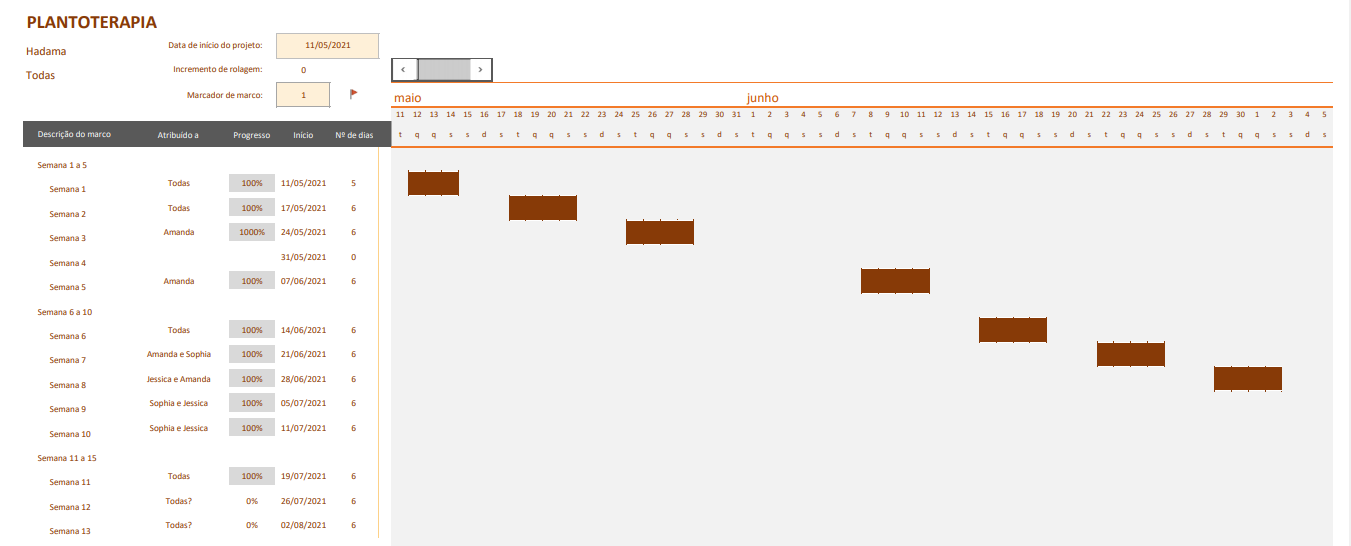 PLANTOTERAPIA
Hadama
Data de início do projeto: 11/05/2021
Todas
Incremento de rolagem: 0
Marcador de marco: 1
maio junho
11 12 13 14 15 16 17 18 19 20 21 22 23 24 25 26 27 28 29 30 31 1 2 3 4 5 6 7 8 9 10 11 12 13 14 15 16 17 18 19 20 21 22 23 24 25 26 27 28 29 30 1 2 3 4 5
Descrição do marco Atribuído a Progresso Início Nº de dias t q q s s d s t q q s s d s t q q s s d s t q q s s d s t q q s s d s t q q s s d s t q q s s d s t q q s s d s
Semana 1 a 5
Semana 1 Todas 100% 11/05/2021 5
Semana 2 Todas 100% 17/05/2021 6
Semana 3 Amanda 1000% 24/05/2021 6
Semana 4 31/05/2021 0
Semana 5 Amanda 100% 07/06/2021 6
Semana 6 a 10
Semana 6 Todas 100% 14/06/2021 6
Semana 7 Amanda e Sophia 100% 21/06/2021 6
Semana 8 Jessica e Amanda 100% 28/06/2021 6
Semana 9 Sophia e Jessica 100% 05/07/2021 6
Semana 10 Sophia e Jessica 100% 11/07/2021 6
Semana 11 a 15
Semana 11 Todas 100% 19/07/2021 6
Semana 12 Todas? 0% 26/07/2021 6
Semana 13 Todas? 0% 02/08/2021 6